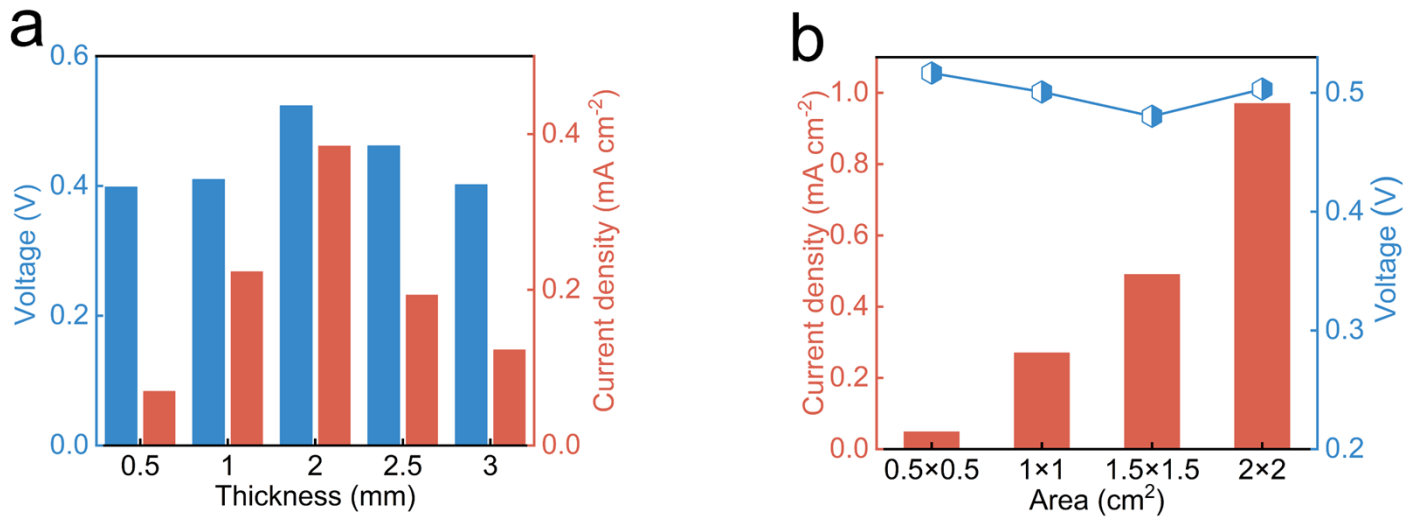 a
0.6
0.4
0.2
0.0
Voltage (V)
0.4
0.2
0.0
Current density (mA cm-2)
0.5 1 2 2.5 3
Thickness (mm)
b
1.0
0.8
0.6
0.4
0.2
0.0
Current density (mA cm-2)
0.5
0.4
0.3
0.2
Voltage (V)
0.5×0.5 1×1 1.5×1.5 2×2
Area (cm2)